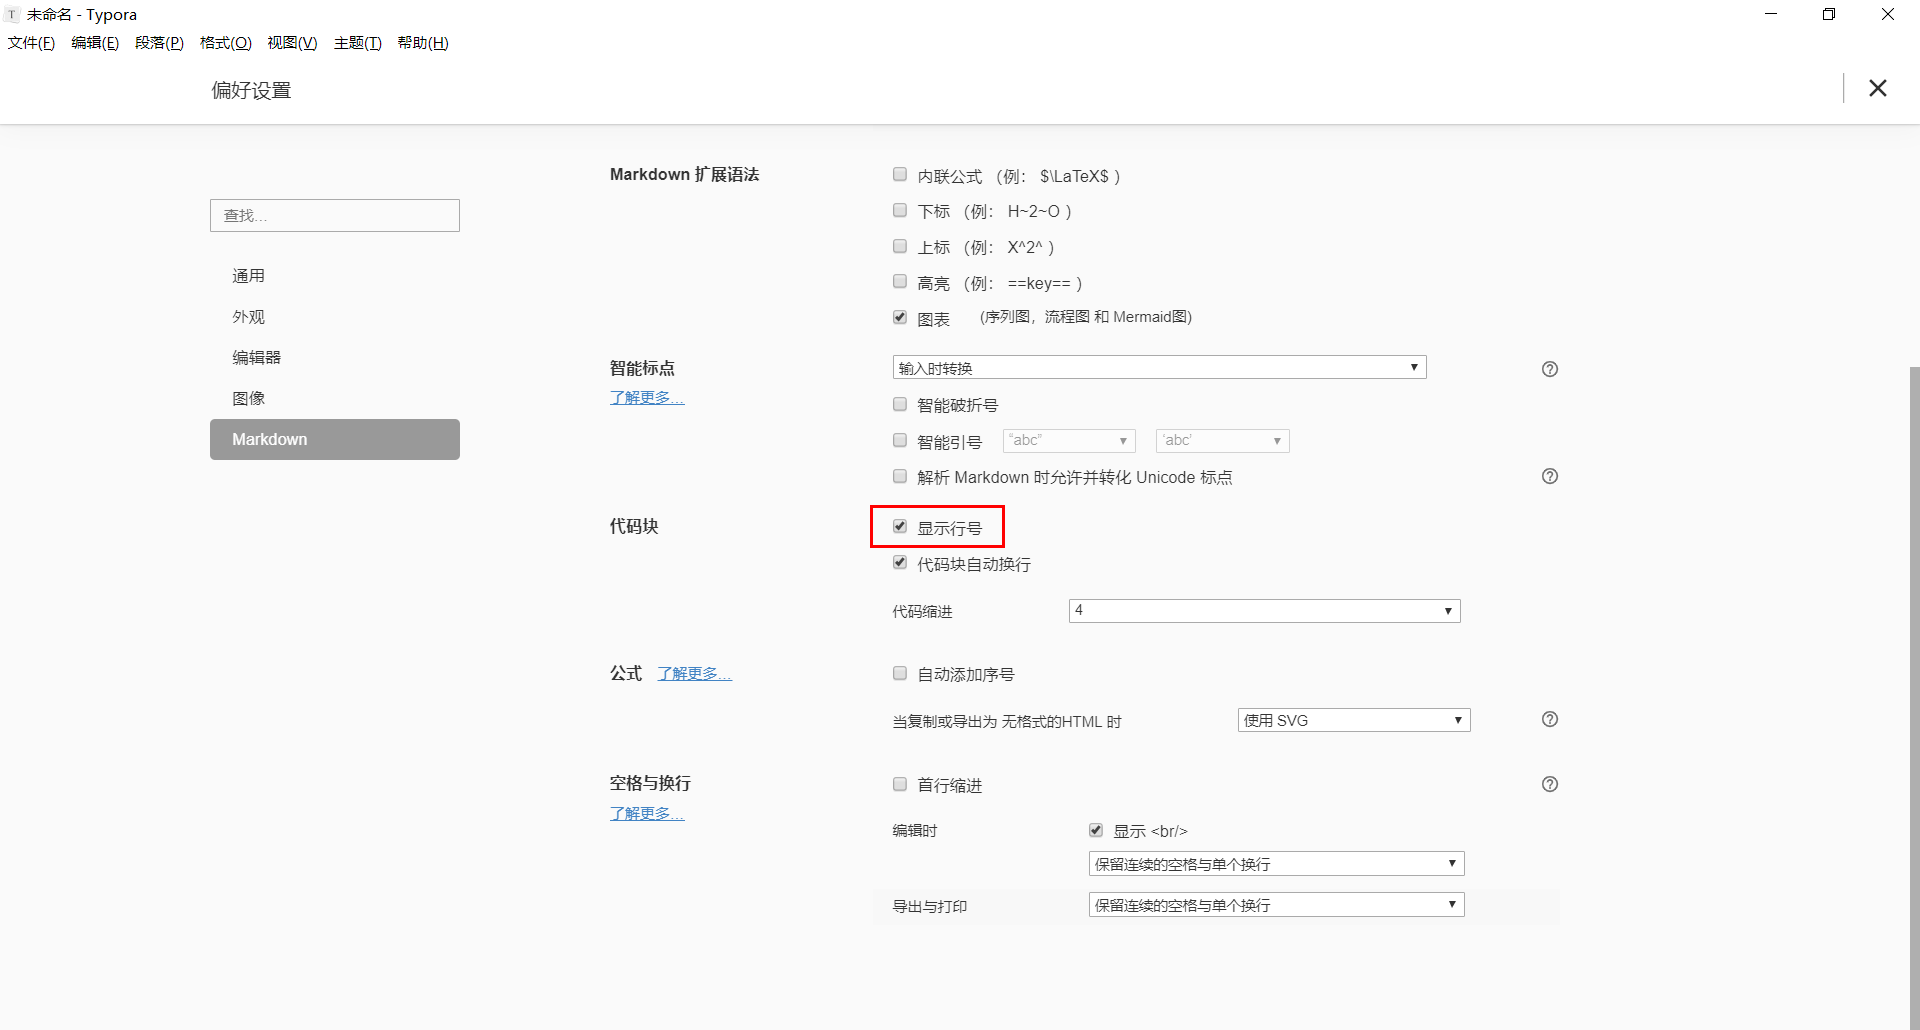 T 未命名 - Typora
文件(F) 编辑(E) 段落(P) 格式(O) 视图(V) 主题(T) 帮助(H)
偏好设置
查找...
通用
外观
编辑器
图像
Markdown
Markdown 扩展语法
内联公式 (例： $\LaTeX$ )
下标 (例： H~2~O )
上标 (例： X^2^ )
高亮 (例： ==key== )
图表 (序列图，流程图 和 Mermaid图)
智能标点 输入时转换
了解更多...
智能破折号
智能引号 “abc” ‘abc’
解析 Markdown 时允许并转化 Unicode 标点
代码块 显示行号
代码块自动换行
代码缩进 4
公式 了解更多... 自动添加序号
当复制或导出为 无格式的HTML 时 使用 SVG
空格与换行 首行缩进
了解更多...
编辑时 显示 <br/>
保留连续的空格与单个换行
导出与打印 保留连续的空格与单个换行